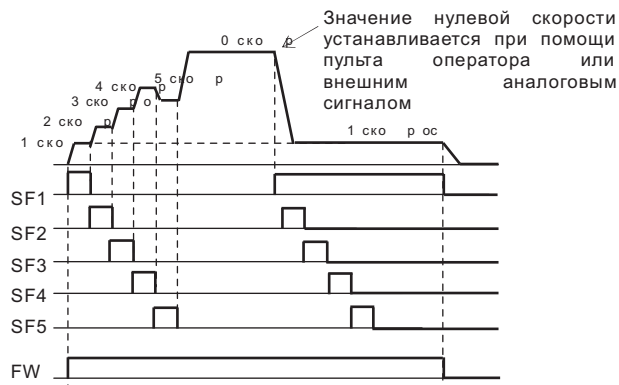 Значение нулевой скорости
устанавливается при помощи
пульта оператора или
внешним аналоговым
сигналом
0 ско р
4 ско р
5 ско р
3 ско р о
2 ско р
1 ско
1 ско р ос
SF1
SF2
SF3
SF4
SF5
FW